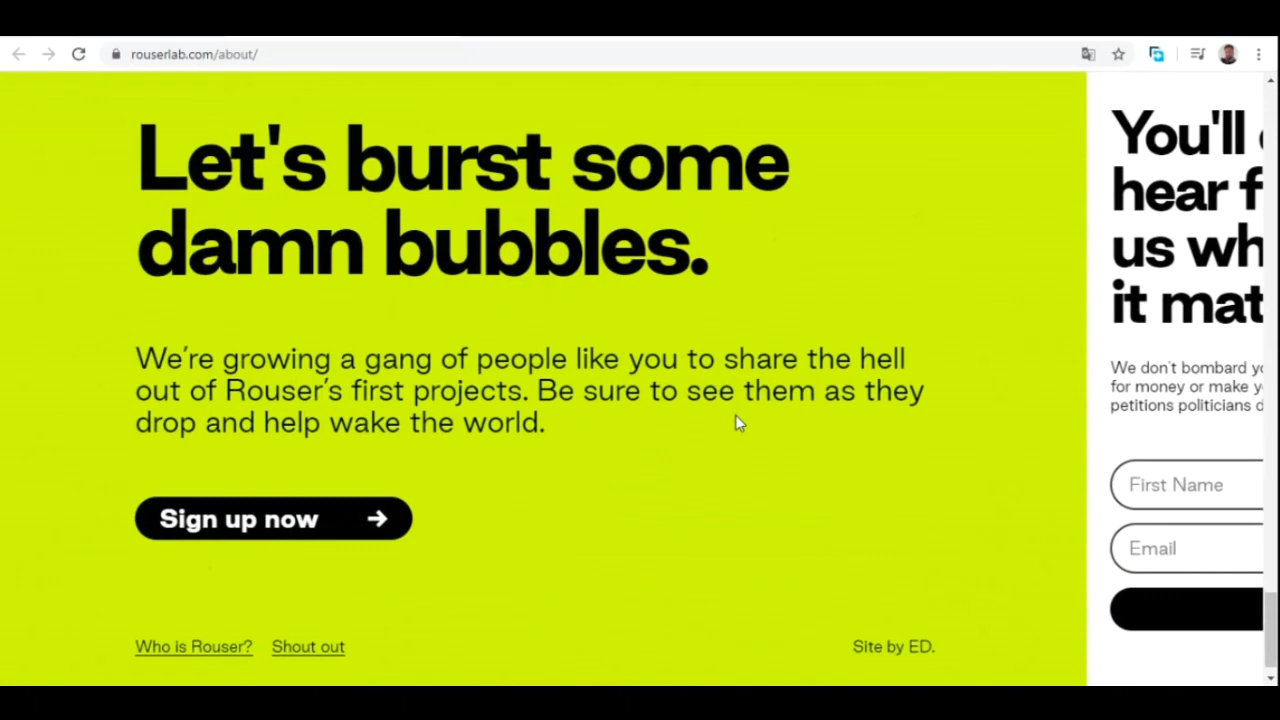 rouserlab.com/about/
Let's burst some
damn bubbles.
We're growing a gang of people like you to share the hell
out of Rouser's first projects. Be sure to see them as they
drop and help wake the world.
Sign up now →
Who is Rouser? Shout out
Site by ED.
You'll
hear
us
it
We don't bombard
for money or make
petitions politicians
First Name
Email